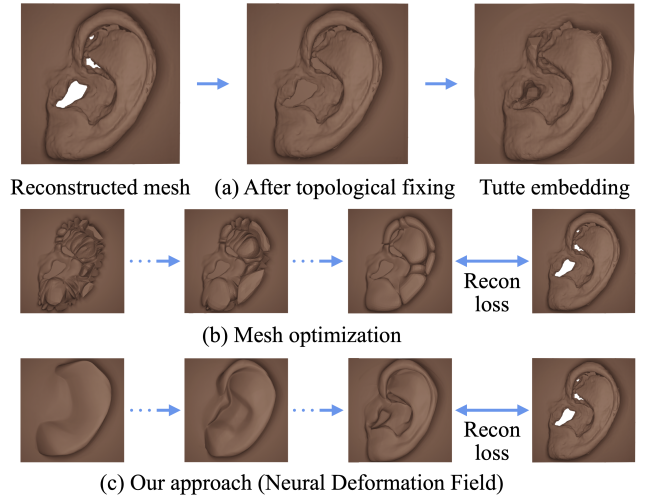 Reconstructed mesh
(a) After topological fixing
Tutte embedding
Recon
loss
(b) Mesh optimization
Recon
loss
(c) Our approach (Neural Deformation Field)